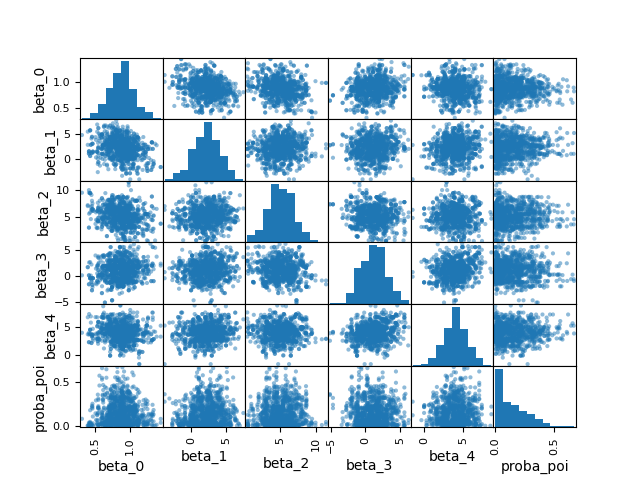 beta_0
1.0
0.5
beta_1
5
0
beta_2
10
5
beta_3
5
0
−5
beta_4
5
0
proba_poi
0.5
0.0
0.5 1.0 0 5 5 10 −5 0 5 0 5 0.0 0.5
beta_0 beta_1 beta_2 beta_3 beta_4 proba_poi